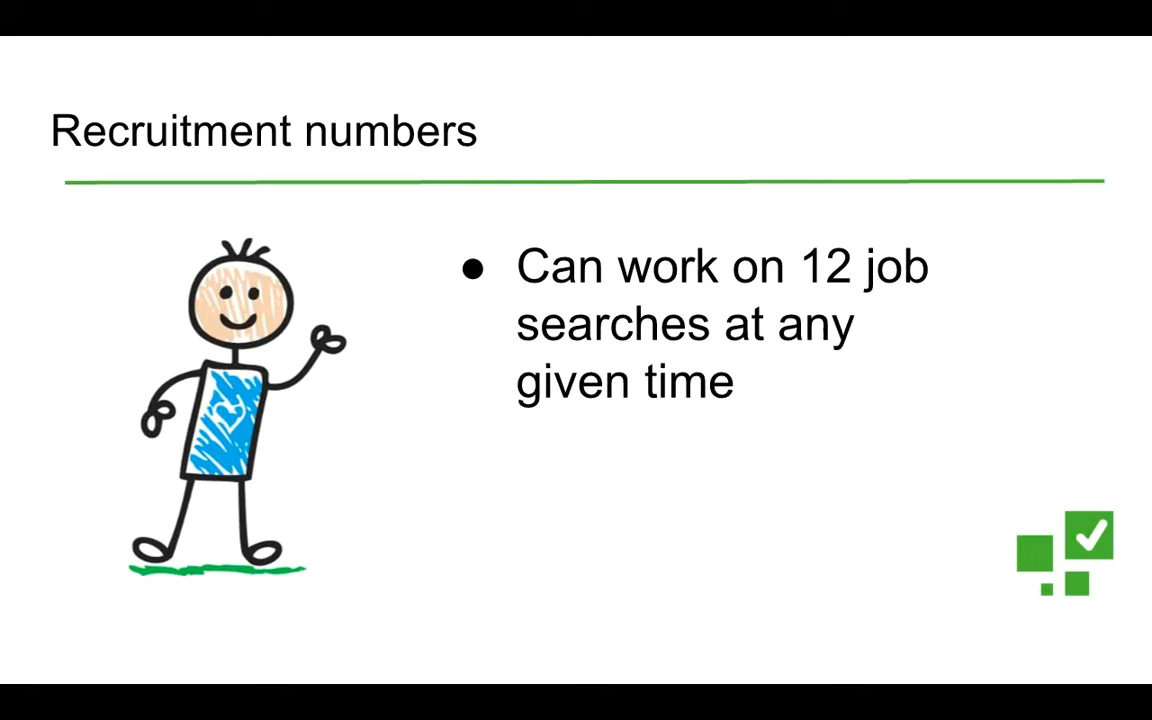 Recruitment numbers
● Can work on 12 job
searches at any
given time